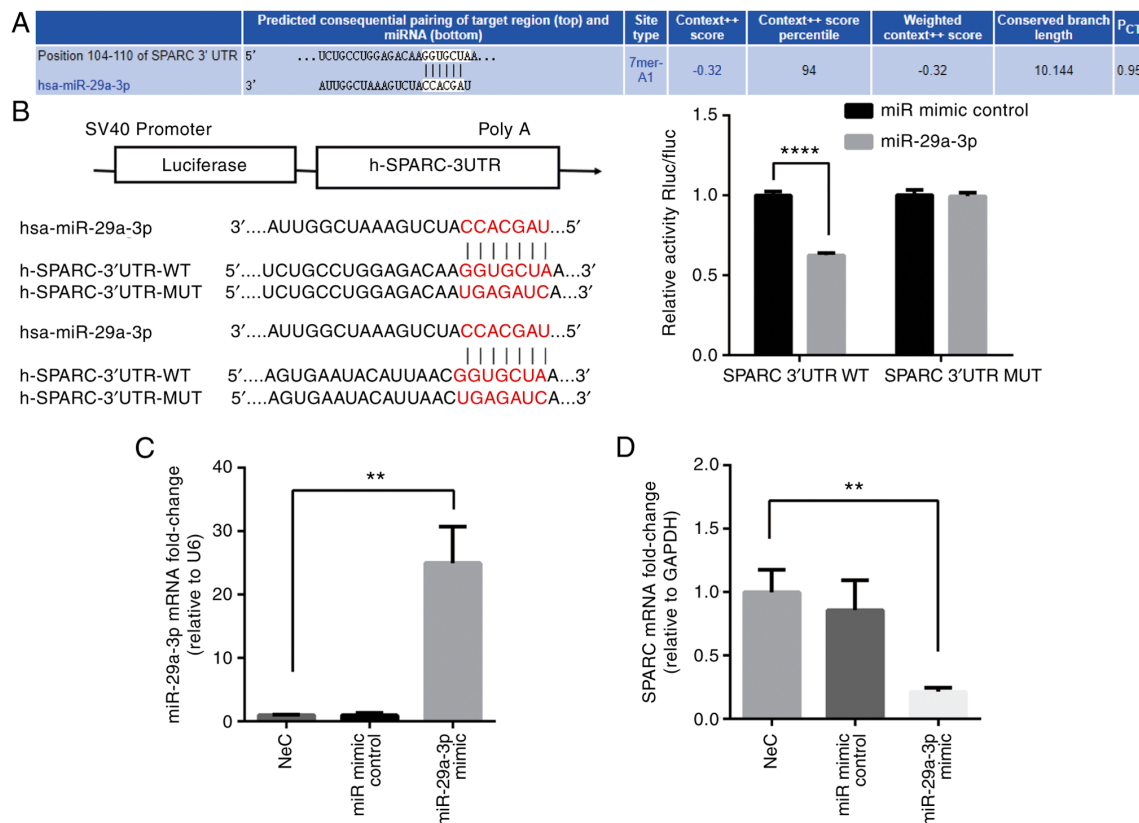 A
Predicted consequential pairing of target region (top) and miRNA (bottom)
Site type
Context++ score
Context++ score percentile
Weighted context++ score
Conserved branch length
PCT
Position 104-110 of SPARC 3' UTR 5' ...UCUGCCUGGAGACAAGGUGCUAA...
hsa-miR-29a-3p 3' AUUGGCUAAAGUCUACCACGAU
7mer-A1
-0.32
94
-0.32
10.144
0.95
B
SV40 Promoter
Poly A
Luciferase
h-SPARC-3UTR
hsa-miR-29a-3p 3′....AUUGGCUAAAGUCUACCACGAU...5′
h-SPARC-3′UTR-WT 5′....UCUGCCUGGAGACAAGGUGCUAA...3′
h-SPARC-3′UTR-MUT 5′....UCUGCCUGGAGACAAUGAGAUCA...3′
hsa-miR-29a-3p 3′....AUUGGCUAAAGUCUACCACGAU...5′
h-SPARC-3′UTR-WT 5′....AGUGAAUACAUUAACGGUGCUAA...3′
h-SPARC-3′UTR-MUT 5′....AGUGAAUACAUUAACUGAGAUCA...3′
miR mimic control
miR-29a-3p
Relative activity Rluc/fluc
1.5
1.0
0.5
0.0
****
SPARC 3′UTR WT
SPARC 3′UTR MUT
C
miR-29a-3p mRNA fold-change
(relative to U6)
40
30
20
10
0
**
NeC
miR mimic
control
miR-29a-3p
mimic
D
SPARC mRNA fold-change
(relative to GAPDH)
2.0
1.5
1.0
0.5
0.0
**
NeC
miR mimic
control
miR-29a-3p
mimic